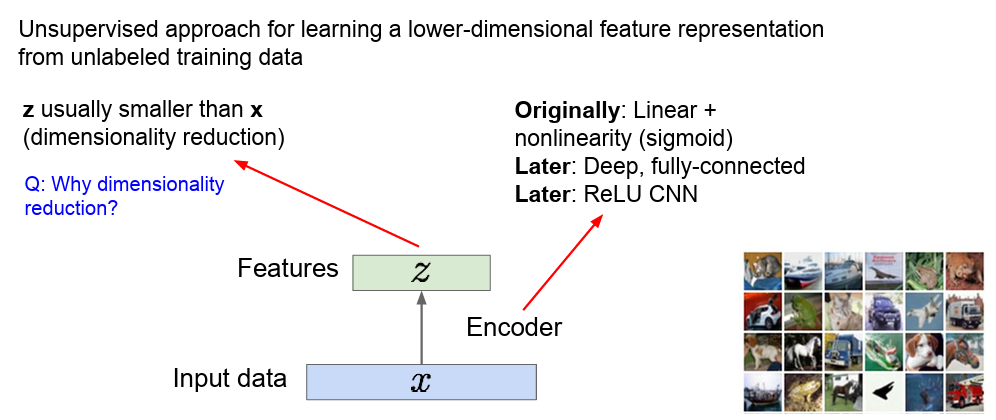 Unsupervised approach for learning a lower-dimensional feature representation
from unlabeled training data
z usually smaller than x
(dimensionality reduction)
Q: Why dimensionality
reduction?
Originally: Linear +
nonlinearity (sigmoid)
Later: Deep, fully-connected
Later: ReLU CNN
Features
z
Encoder
Input data
x